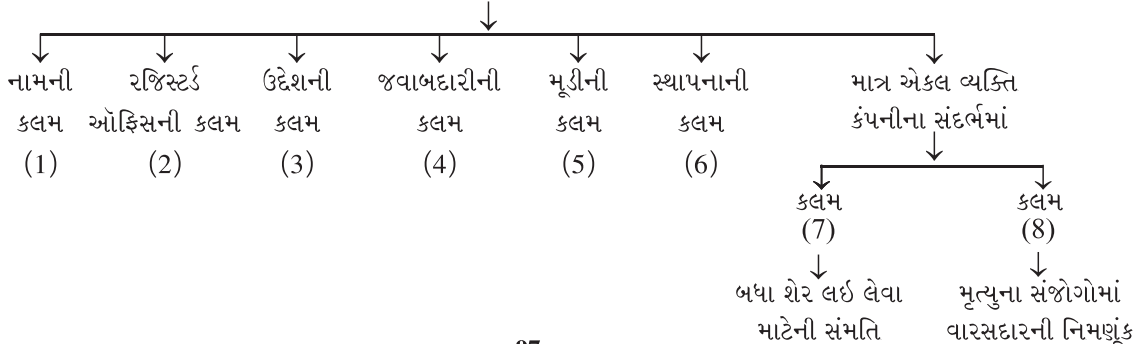 નામની કલમ (1)
રજિસ્ટર્ડ ઑફિસની કલમ (2)
ઉદ્દેશની કલમ (3)
જવાબદારીની કલમ (4)
મૂડીની કલમ (5)
સ્થાપનાની કલમ (6)
માત્ર એકલ વ્યક્તિ
કંપનીના સંદર્ભમાં
કલમ (7)
બધા શેર લઇ લેવા
માટેની સંમતિ
કલમ (8)
મૃત્યુના સંજોગોમાં
વારસદારની નિમણૂંક